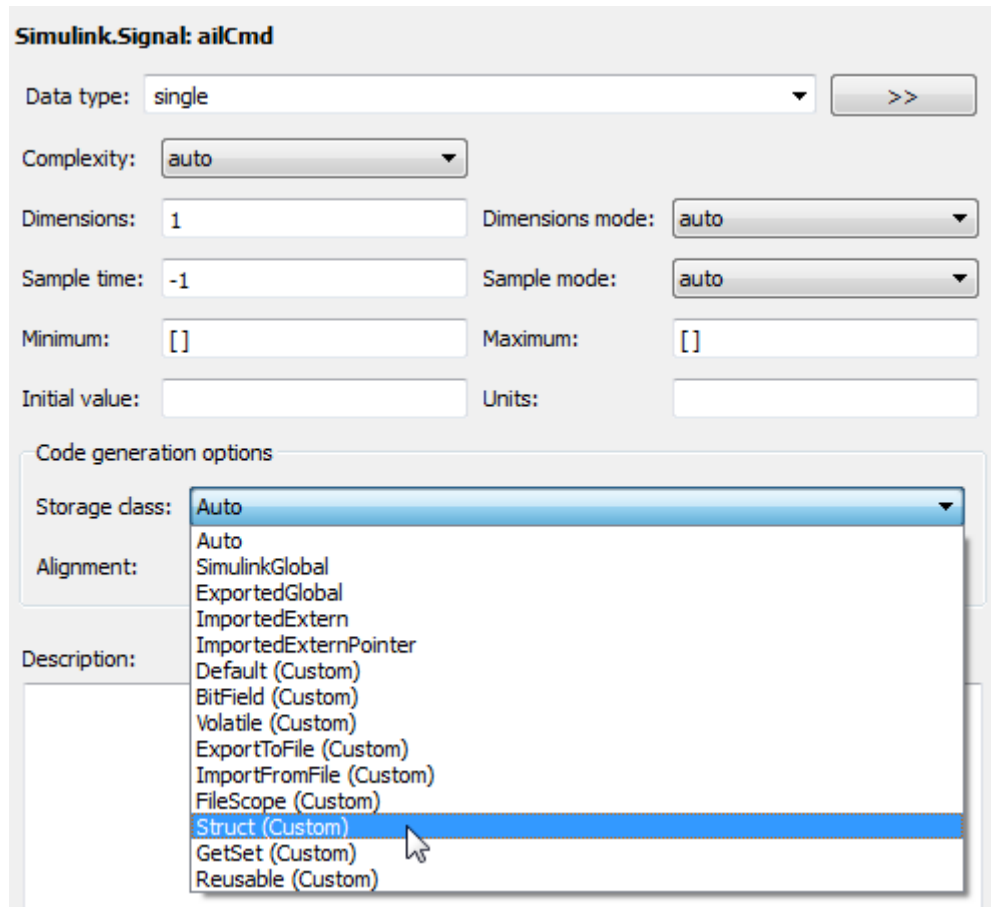 Simulink.Signal: ailCmd
Data type: single >>
Complexity: auto
Dimensions: 1 Dimensions mode: auto
Sample time: -1 Sample mode: auto
Minimum: [] Maximum: []
Initial value: Units:
Code generation options
Storage class: Auto
Auto
Alignment:
SimulinkGlobal
ExportedGlobal
ImportedExtern
ImportedExternPointer
Description:
Default (Custom)
BitField (Custom)
Volatile (Custom)
ExportToFile (Custom)
ImportFromFile (Custom)
FileScope (Custom)
Struct (Custom)
GetSet (Custom)
Reusable (Custom)